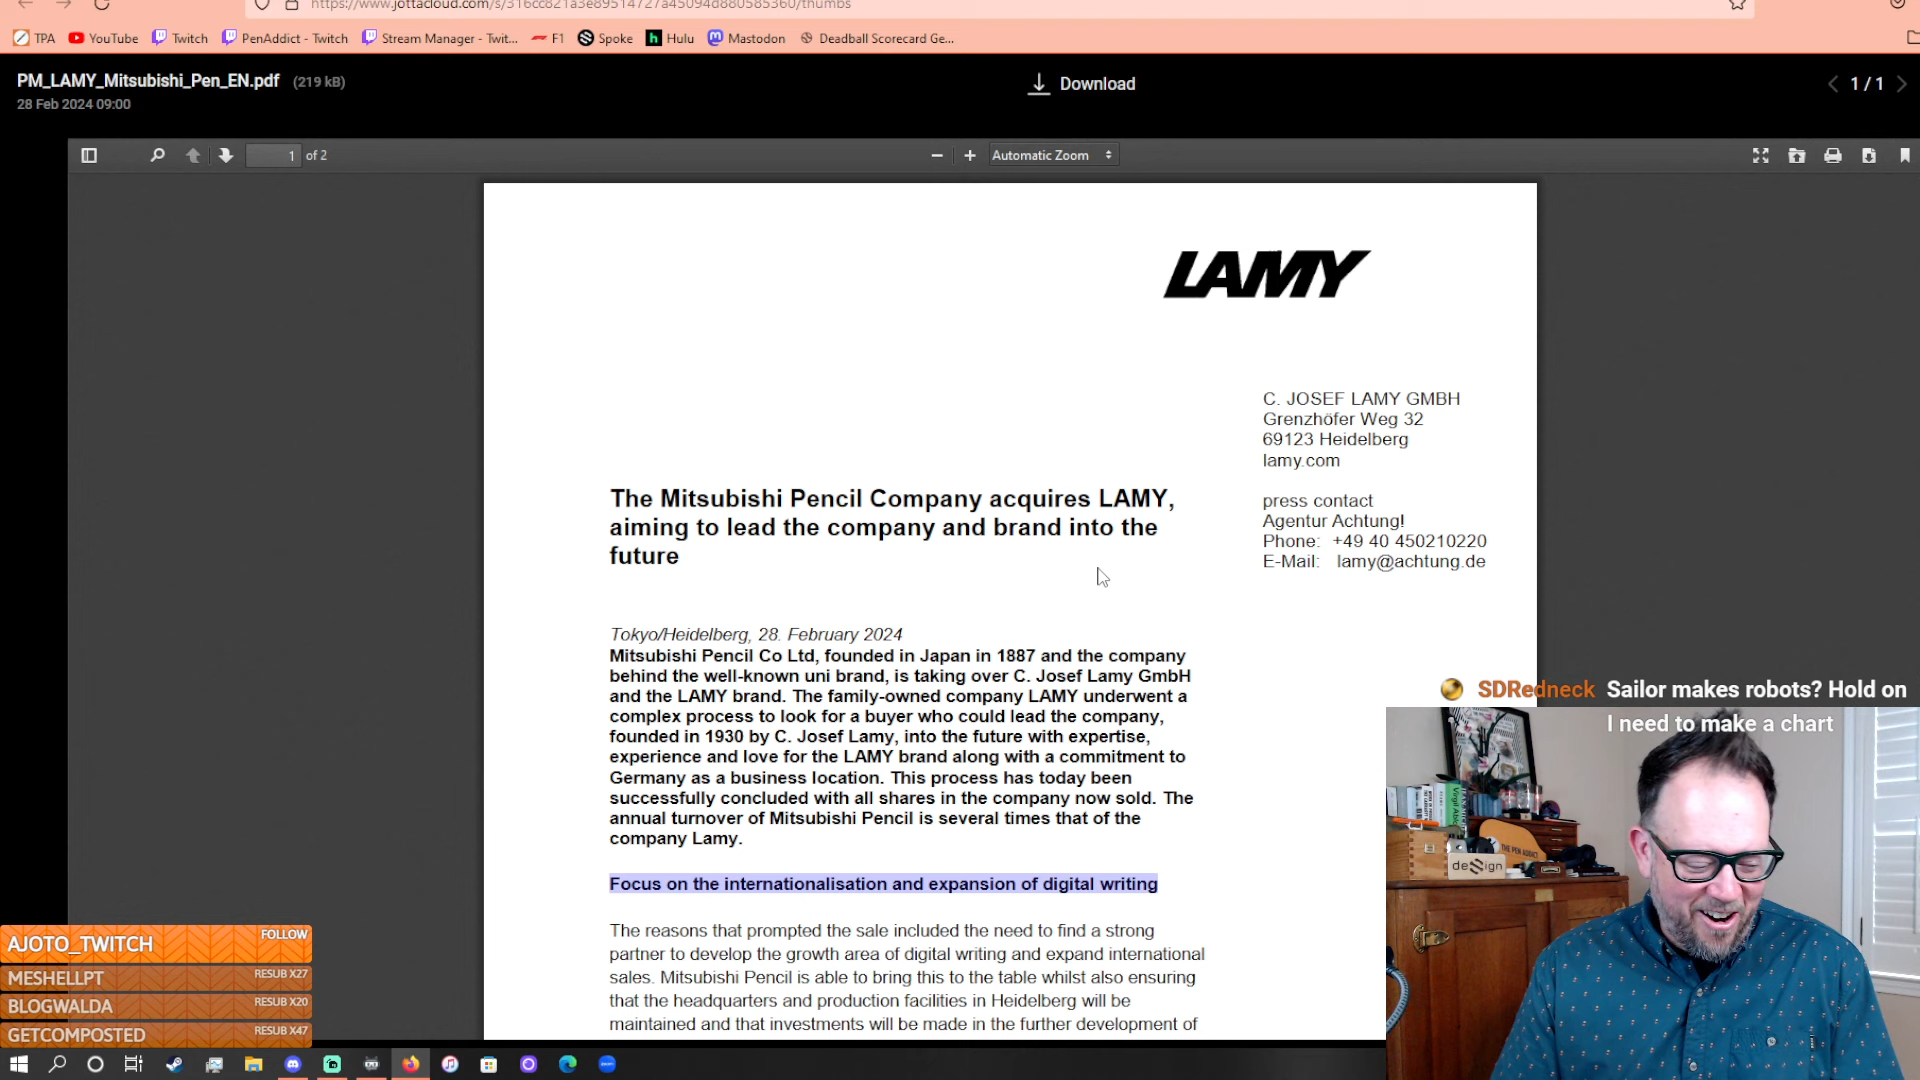 https://www.jottacloud.com/s/316cc821a3e89514727a45094d880585360/thumbs
TPA YouTube Twitch PenAddict - Twitch Stream Manager - Twit... F1 Spoke Hulu Mastodon Deadball Scorecard Ge...
PM_LAMY_Mitsubishi_Pen_EN.pdf (219 kB)
28 Feb 2024 09:00
Download
1 / 1
1 of 2
Automatic Zoom
LAMY
C. JOSEF LAMY GMBH
Grenzhöfer Weg 32
69123 Heidelberg
lamy.com
press contact
Agentur Achtung!
Phone: +49 40 450210220
E-Mail: lamy@achtung.de
The Mitsubishi Pencil Company acquires LAMY,
aiming to lead the company and brand into the
future
Tokyo/Heidelberg, 28. February 2024
Mitsubishi Pencil Co Ltd, founded in Japan in 1887 and the company
behind the well-known uni brand, is taking over C. Josef Lamy GmbH
and the LAMY brand. The family-owned company LAMY underwent a
complex process to look for a buyer who could lead the company,
founded in 1930 by C. Josef Lamy, into the future with expertise,
experience and love for the LAMY brand along with a commitment to
Germany as a business location. This process has today been
successfully concluded with all shares in the company now sold. The
annual turnover of Mitsubishi Pencil is several times that of the
company Lamy.
Focus on the internationalisation and expansion of digital writing
The reasons that prompted the sale included the need to find a strong
partner to develop the growth area of digital writing and expand international
sales. Mitsubishi Pencil is able to bring this to the table whilst also ensuring
that the headquarters and production facilities in Heidelberg will be
maintained and that investments will be made in the further development of
SDRedneck Sailor makes robots? Hold on
I need to make a chart
THE PEN ADDICT
deSign
AJOTO_TWITCH FOLLOW
MESHELLPT RESUB X27
BLOGWALDA RESUB X20
GETCOMPOSTED RESUB X47